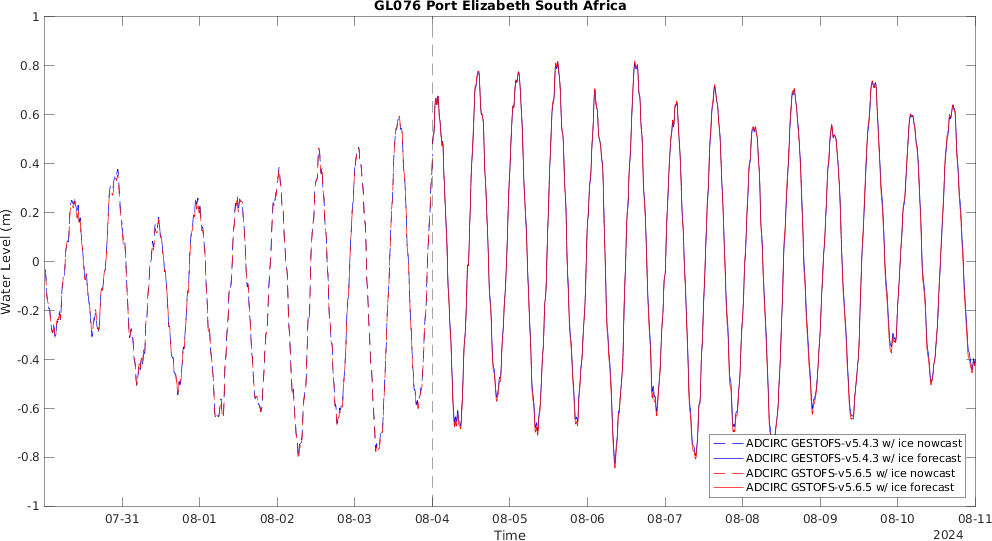 GL076 Port Elizabeth South Africa
1
0.8
0.6
0.4
0.2
0
-0.2
-0.4
-0.6
-0.8
-1
Water Level (m)
ADCIRC GESTOFS-v5.4.3 w/ ice nowcast
ADCIRC GESTOFS-v5.4.3 w/ ice forecast
ADCIRC GSTOFS-v5.6.5 w/ ice nowcast
ADCIRC GSTOFS-v5.6.5 w/ ice forecast
07-31 08-01 08-02 08-03 08-04 08-05 08-06 08-07 08-08 08-09 08-10 08-11
Time
2024